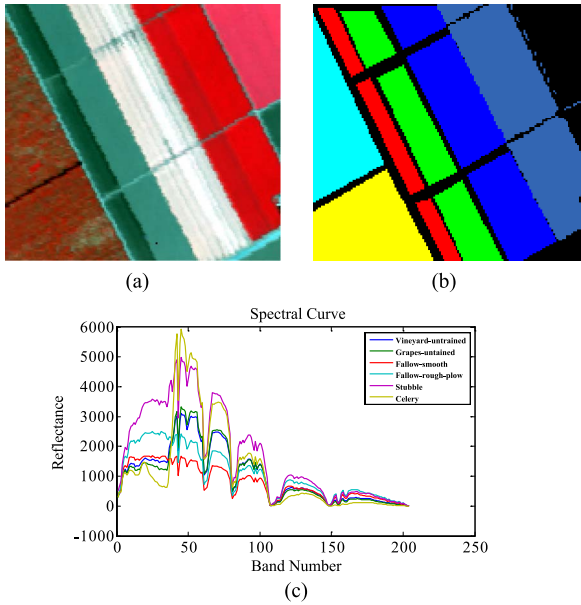 (a)
(b)
Spectral Curve
6000
5000
4000
3000
2000
1000
0
-1000
Reflectance
Vineyard-untrained
Grapes-untained
Fallow-smooth
Fallow-rough-plow
Stubble
Celery
0
50
100
150
200
250
Band Number
(c)